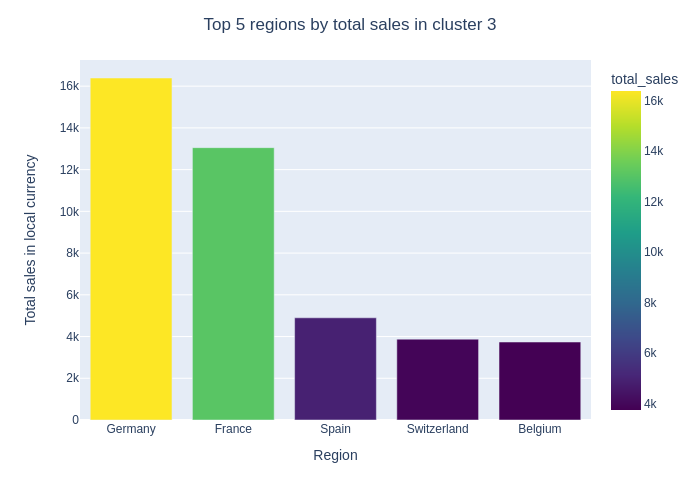 Top 5 regions by total sales in cluster 3
Total sales in local currency
16k
14k
12k
10k
8k
6k
4k
2k
0
Germany France Spain Switzerland Belgium
Region
total_sales
16k
14k
12k
10k
8k
6k
4k